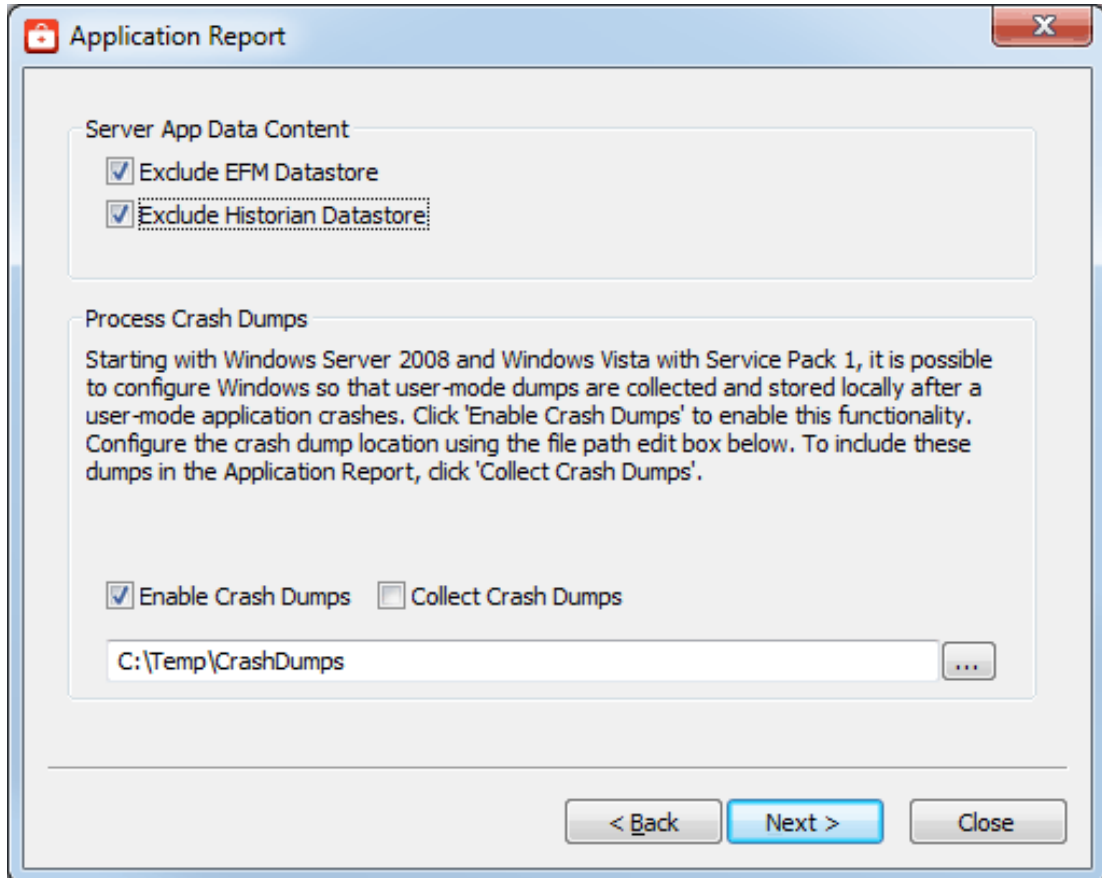 Application Report
Server App Data Content
Exclude EFM Datastore
Exclude Historian Datastore
Process Crash Dumps
Starting with Windows Server 2008 and Windows Vista with Service Pack 1, it is possible
to configure Windows so that user-mode dumps are collected and stored locally after a
user-mode application crashes. Click 'Enable Crash Dumps' to enable this functionality.
Configure the crash dump location using the file path edit box below. To include these
dumps in the Application Report, click 'Collect Crash Dumps'.
Enable Crash Dumps Collect Crash Dumps
C:\Temp\CrashDumps ...
< Back Next > Close